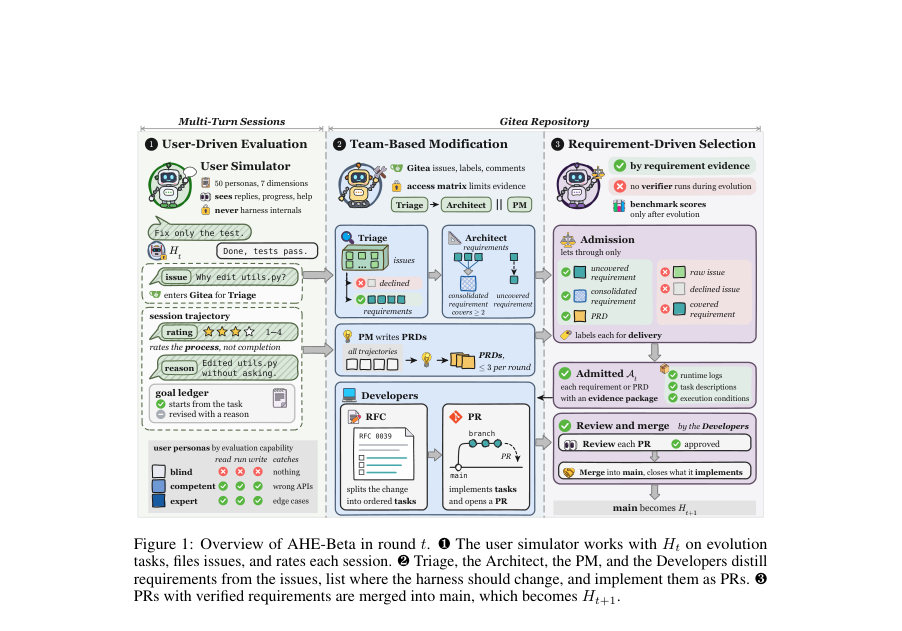 Multi-Turn Sessions
Gitea Repository
1 User-Driven Evaluation
User Simulator
50 personas, 7 dimensions
sees replies, progress, help
never harness internals
Fix only the test.
H_t
Done, tests pass.
issue Why edit utils.py?
enters Gitea for Triage
session trajectory
rating 1–4
rates the process, not completion
reason Edited utils.py
without asking.
goal ledger
starts from the task
revised with a reason
user personas by evaluation capability
read run write catches
blind nothing
competent wrong APIs
expert edge cases
2 Team-Based Modification
Gitea issues, labels, comments
access matrix limits evidence
Triage → Architect || PM
Triage
issues
...
declined
requirement
Architect
requirements
consolidated
requirement
covers ≥ 2
uncovered
requirement
PM writes PRDs
all trajectories
PRDs,
≤ 3 per round
Developers
RFC
RFC 0039
splits the change
into ordered tasks
PR
branch
PR
main
implements tasks
and opens a PR
3 Requirement-Driven Selection
by requirement evidence
no verifier runs during evolution
benchmark scores
only after evolution
Admission
lets through only
uncovered
requirement
consolidated
requirement
PRD
raw issue
declined issue
covered
requirement
labels each for delivery
Admitted A_t
each requirement or PRD
with an evidence package
runtime logs
task descriptions
execution conditions
Review and merge by the Developers
Review each PR approved
Merge into main, closes what it implements
main becomes H_{t+1}
Figure 1: Overview of AHE-Beta in round t. ❶ The user simulator works with H_t on evolution
tasks, files issues, and rates each session. ❷ Triage, the Architect, the PM, and the Developers distill
requirements from the issues, list where the harness should change, and implement them as PRs. ❸
PRs with verified requirements are merged into main, which becomes H_{t+1}.